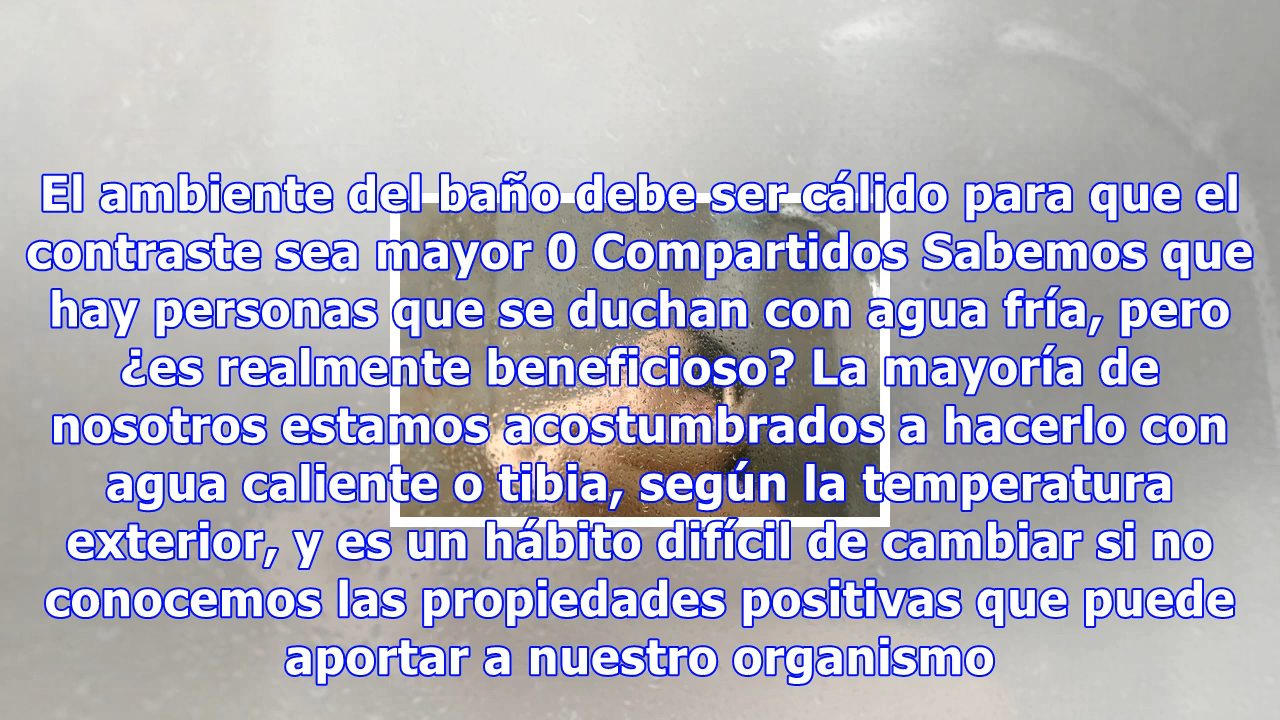 El ambiente del baño debe ser cálido para que el
contraste sea mayor 0 Compartidos Sabemos que
hay personas que se duchan con agua fría, pero
¿es realmente beneficioso? La mayoría de
nosotros estamos acostumbrados a hacerlo con
agua caliente o tibia, según la temperatura
exterior, y es un hábito difícil de cambiar si no
conocemos las propiedades positivas que puede
aportar a nuestro organismo